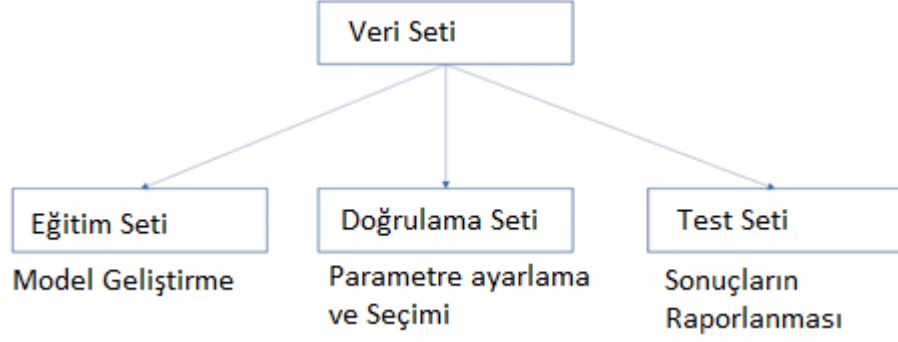 Veri Seti
Eğitim Seti
Doğrulama Seti
Test Seti
Model Geliştirme
Parametre ayarlama
ve Seçimi
Sonuçların
Raporlanması